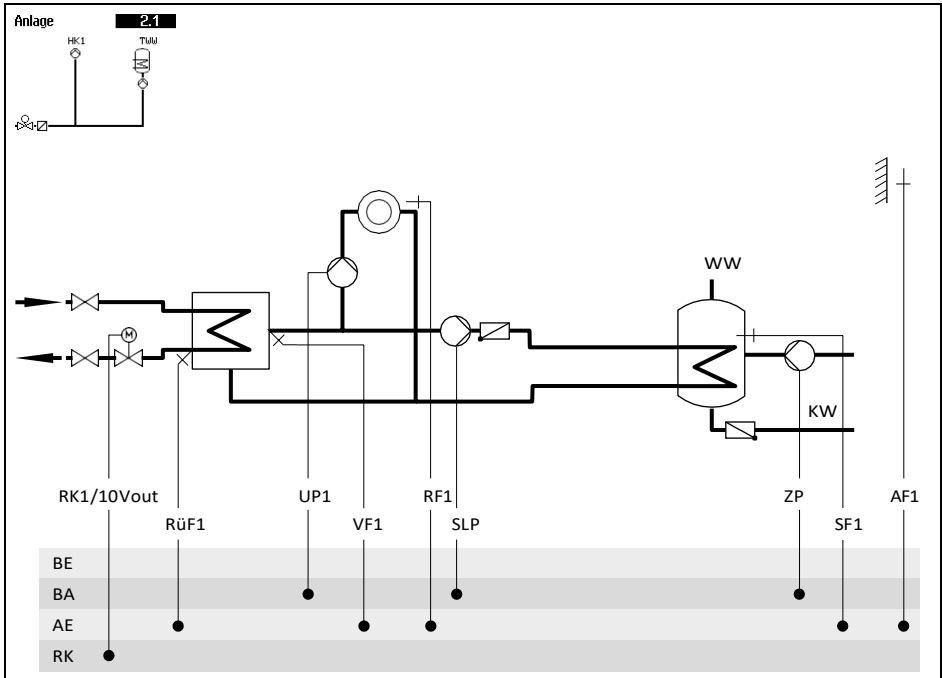 Anlage 2.1
HK1 TWW
M
WW
KW
RK1/10Vout UP1 RF1 ZP AF1
RüF1 VF1 SLP SF1
BE
BA
AE
RK